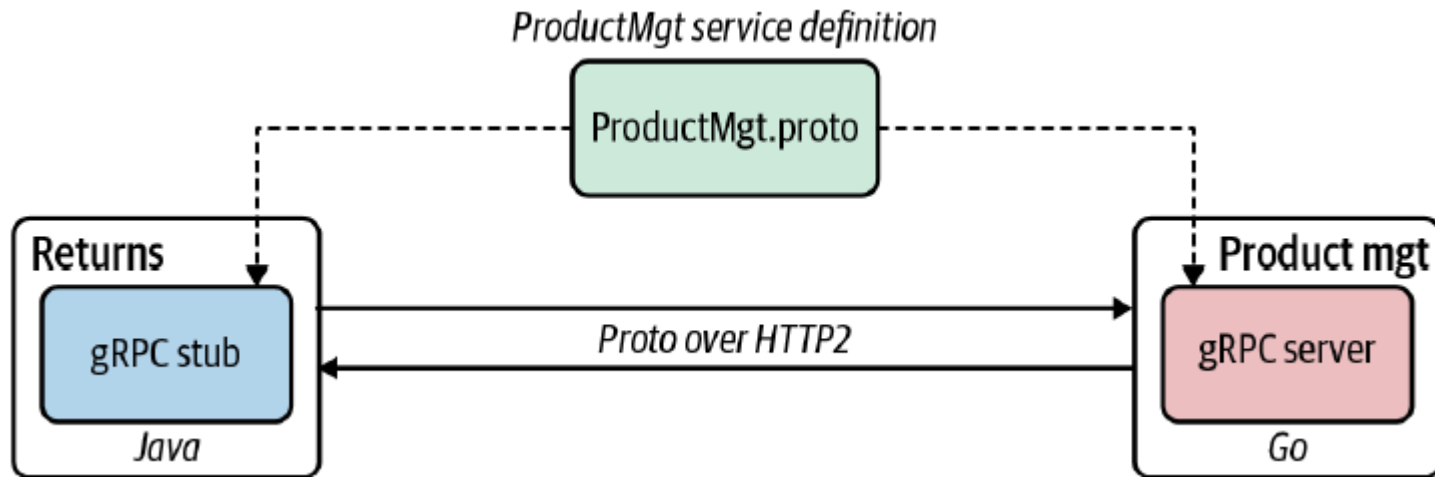 ProductMgt service definition
ProductMgt.proto
Returns
Product mgt
gRPC stub
Proto over HTTP2
gRPC server
Java
Go